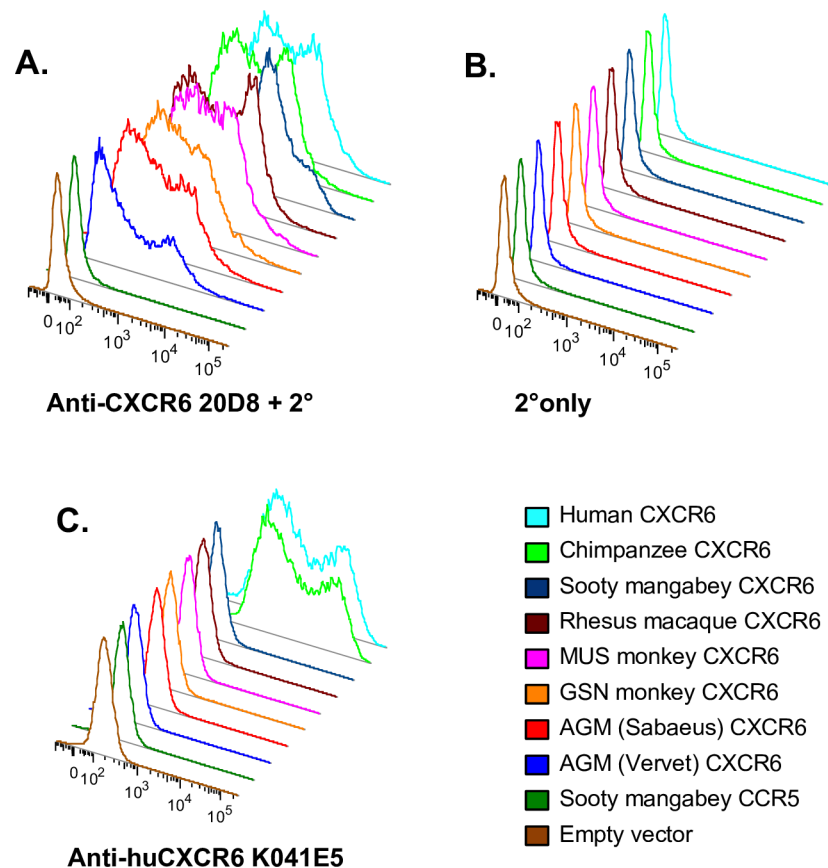 A.
B.
0 10² 10³ 10⁴ 10⁵
0 10² 10³ 10⁴ 10⁵
Anti-CXCR6 20D8 + 2°
2°only
C.
0 10² 10³ 10⁴ 10⁵
Anti-huCXCR6 K041E5
Human CXCR6
Chimpanzee CXCR6
Sooty mangabey CXCR6
Rhesus macaque CXCR6
MUS monkey CXCR6
GSN monkey CXCR6
AGM (Sabaeus) CXCR6
AGM (Vervet) CXCR6
Sooty mangabey CCR5
Empty vector